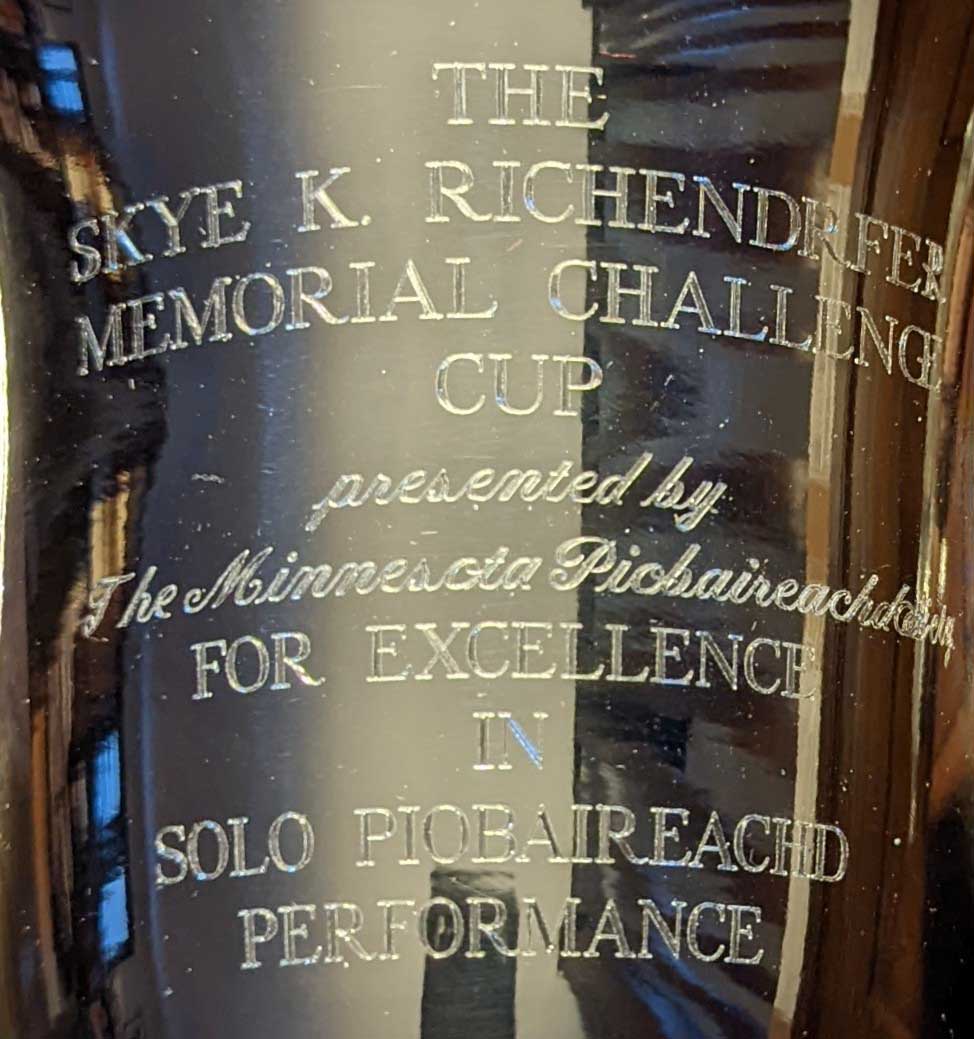 THE
SKYE K. RICHENDRFER
MEMORIAL CHALLENGE
CUP
presented by
The Minnesota Piobaireachd
FOR EXCELLENCE
IN
SOLO PIOBAIREACHD
PERFORMANCE